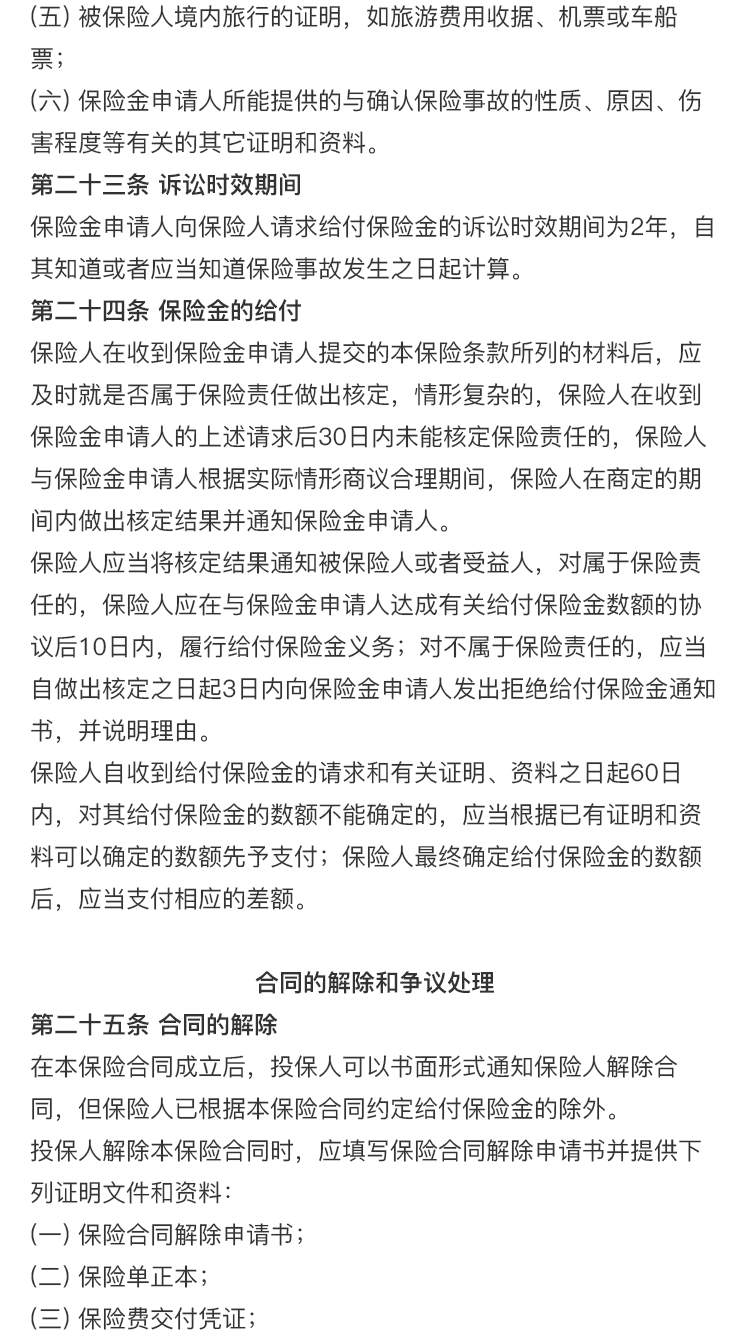 (五) 被保险人境内旅行的证明，如旅游费用收据、机票或车船
票；
(六) 保险金申请人所能提供的与确认保险事故的性质、原因、伤
害程度等有关的其它证明和资料。
第二十三条 诉讼时效期间
保险金申请人向保险人请求给付保险金的诉讼时效期间为2年，自
其知道或者应当知道保险事故发生之日起计算。
第二十四条 保险金的给付
保险人在收到保险金申请人提交的本保险条款所列的材料后，应
及时就是否属于保险责任做出核定，情形复杂的，保险人在收到
保险金申请人的上述请求后30日内未能核定保险责任的，保险人
与保险金申请人根据实际情形商议合理期间，保险人在商定的期
间内做出核定结果并通知保险金申请人。
保险人应当将核定结果通知被保险人或者受益人，对属于保险责
任的，保险人应在与保险金申请人达成有关给付保险金数额的协
议后10日内，履行给付保险金义务；对不属于保险责任的，应当
自做出核定之日起3日内向保险金申请人发出拒绝给付保险金通知
书，并说明理由。
保险人自收到给付保险金的请求和有关证明、资料之日起60日
内，对其给付保险金的数额不能确定的，应当根据已有证明和资
料可以确定的数额先予支付；保险人最终确定给付保险金的数额
后，应当支付相应的差额。
合同的解除和争议处理
第二十五条 合同的解除
在本保险合同成立后，投保人可以书面形式通知保险人解除合
同，但保险人已根据本保险合同约定给付保险金的除外。
投保人解除本保险合同时，应填写保险合同解除申请书并提供下
列证明文件和资料：
(一) 保险合同解除申请书；
(二) 保险单正本；
(三) 保险费交付凭证；